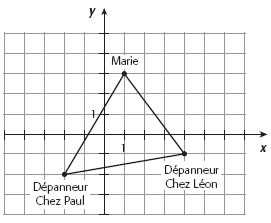 y
Marie
1
1
x
Dépanneur
Chez Léon
Dépanneur
Chez Paul